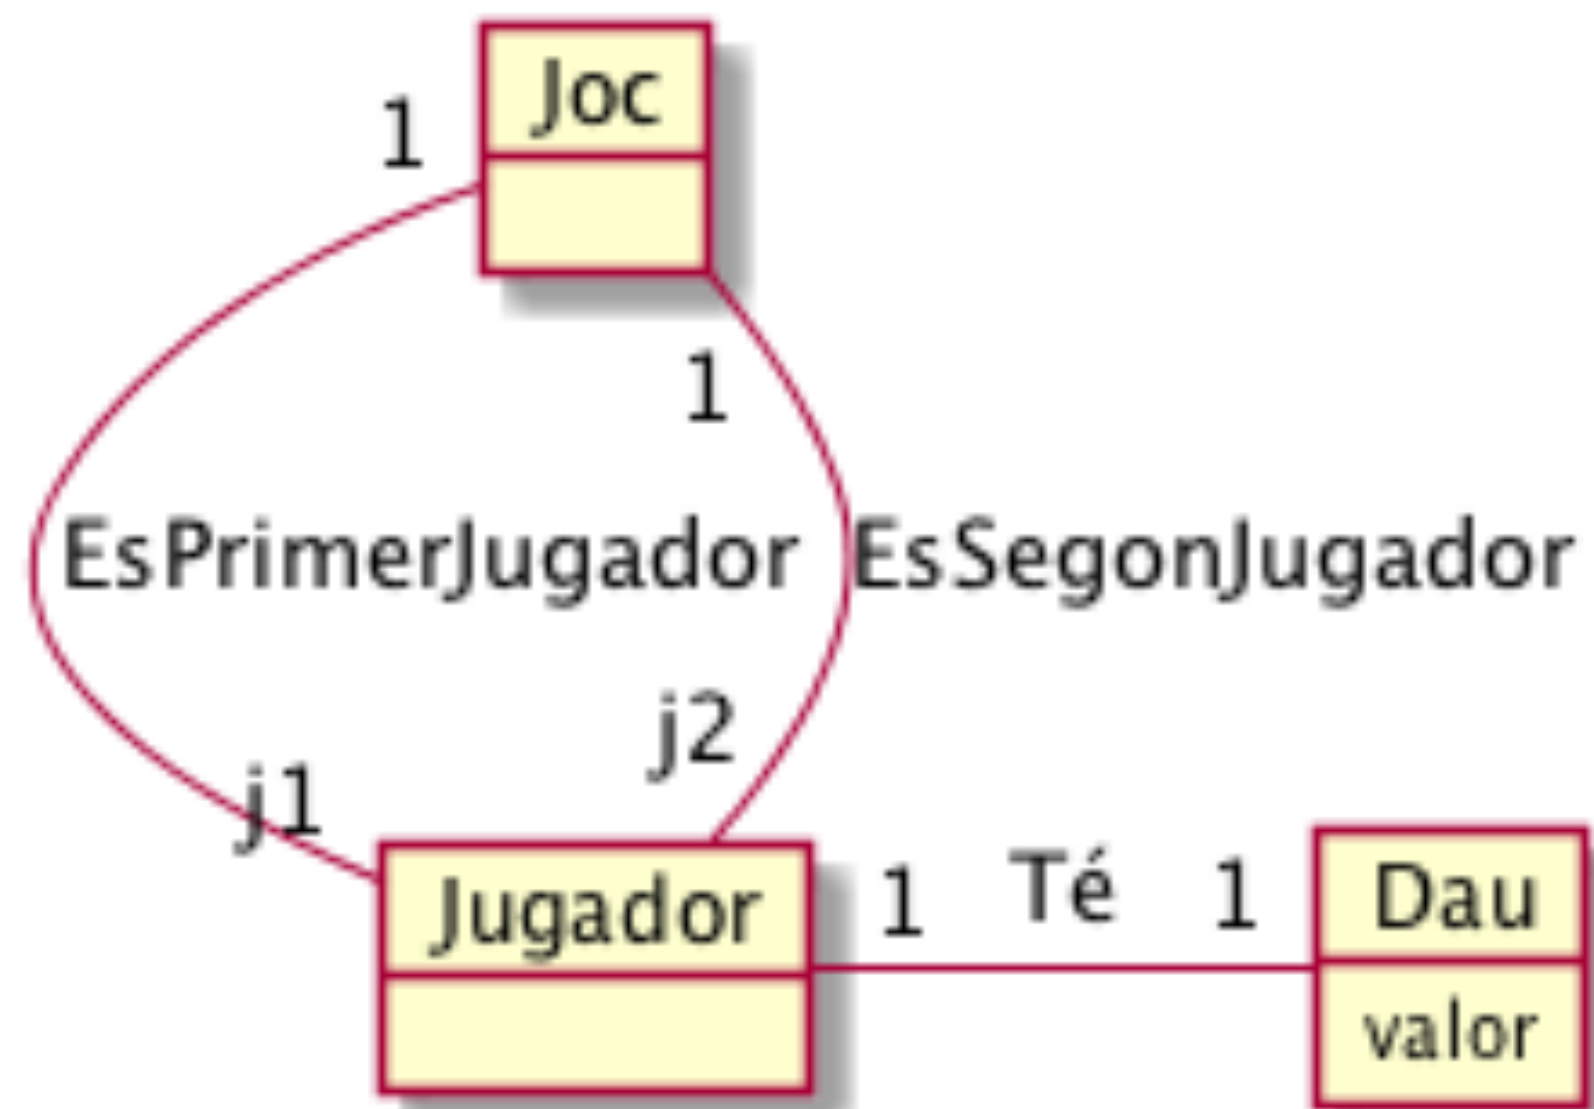 Joc
1
1
EsPrimerJugador
EsSegonJugador
j2
j1
Jugador
1 Té 1
Dau
valor